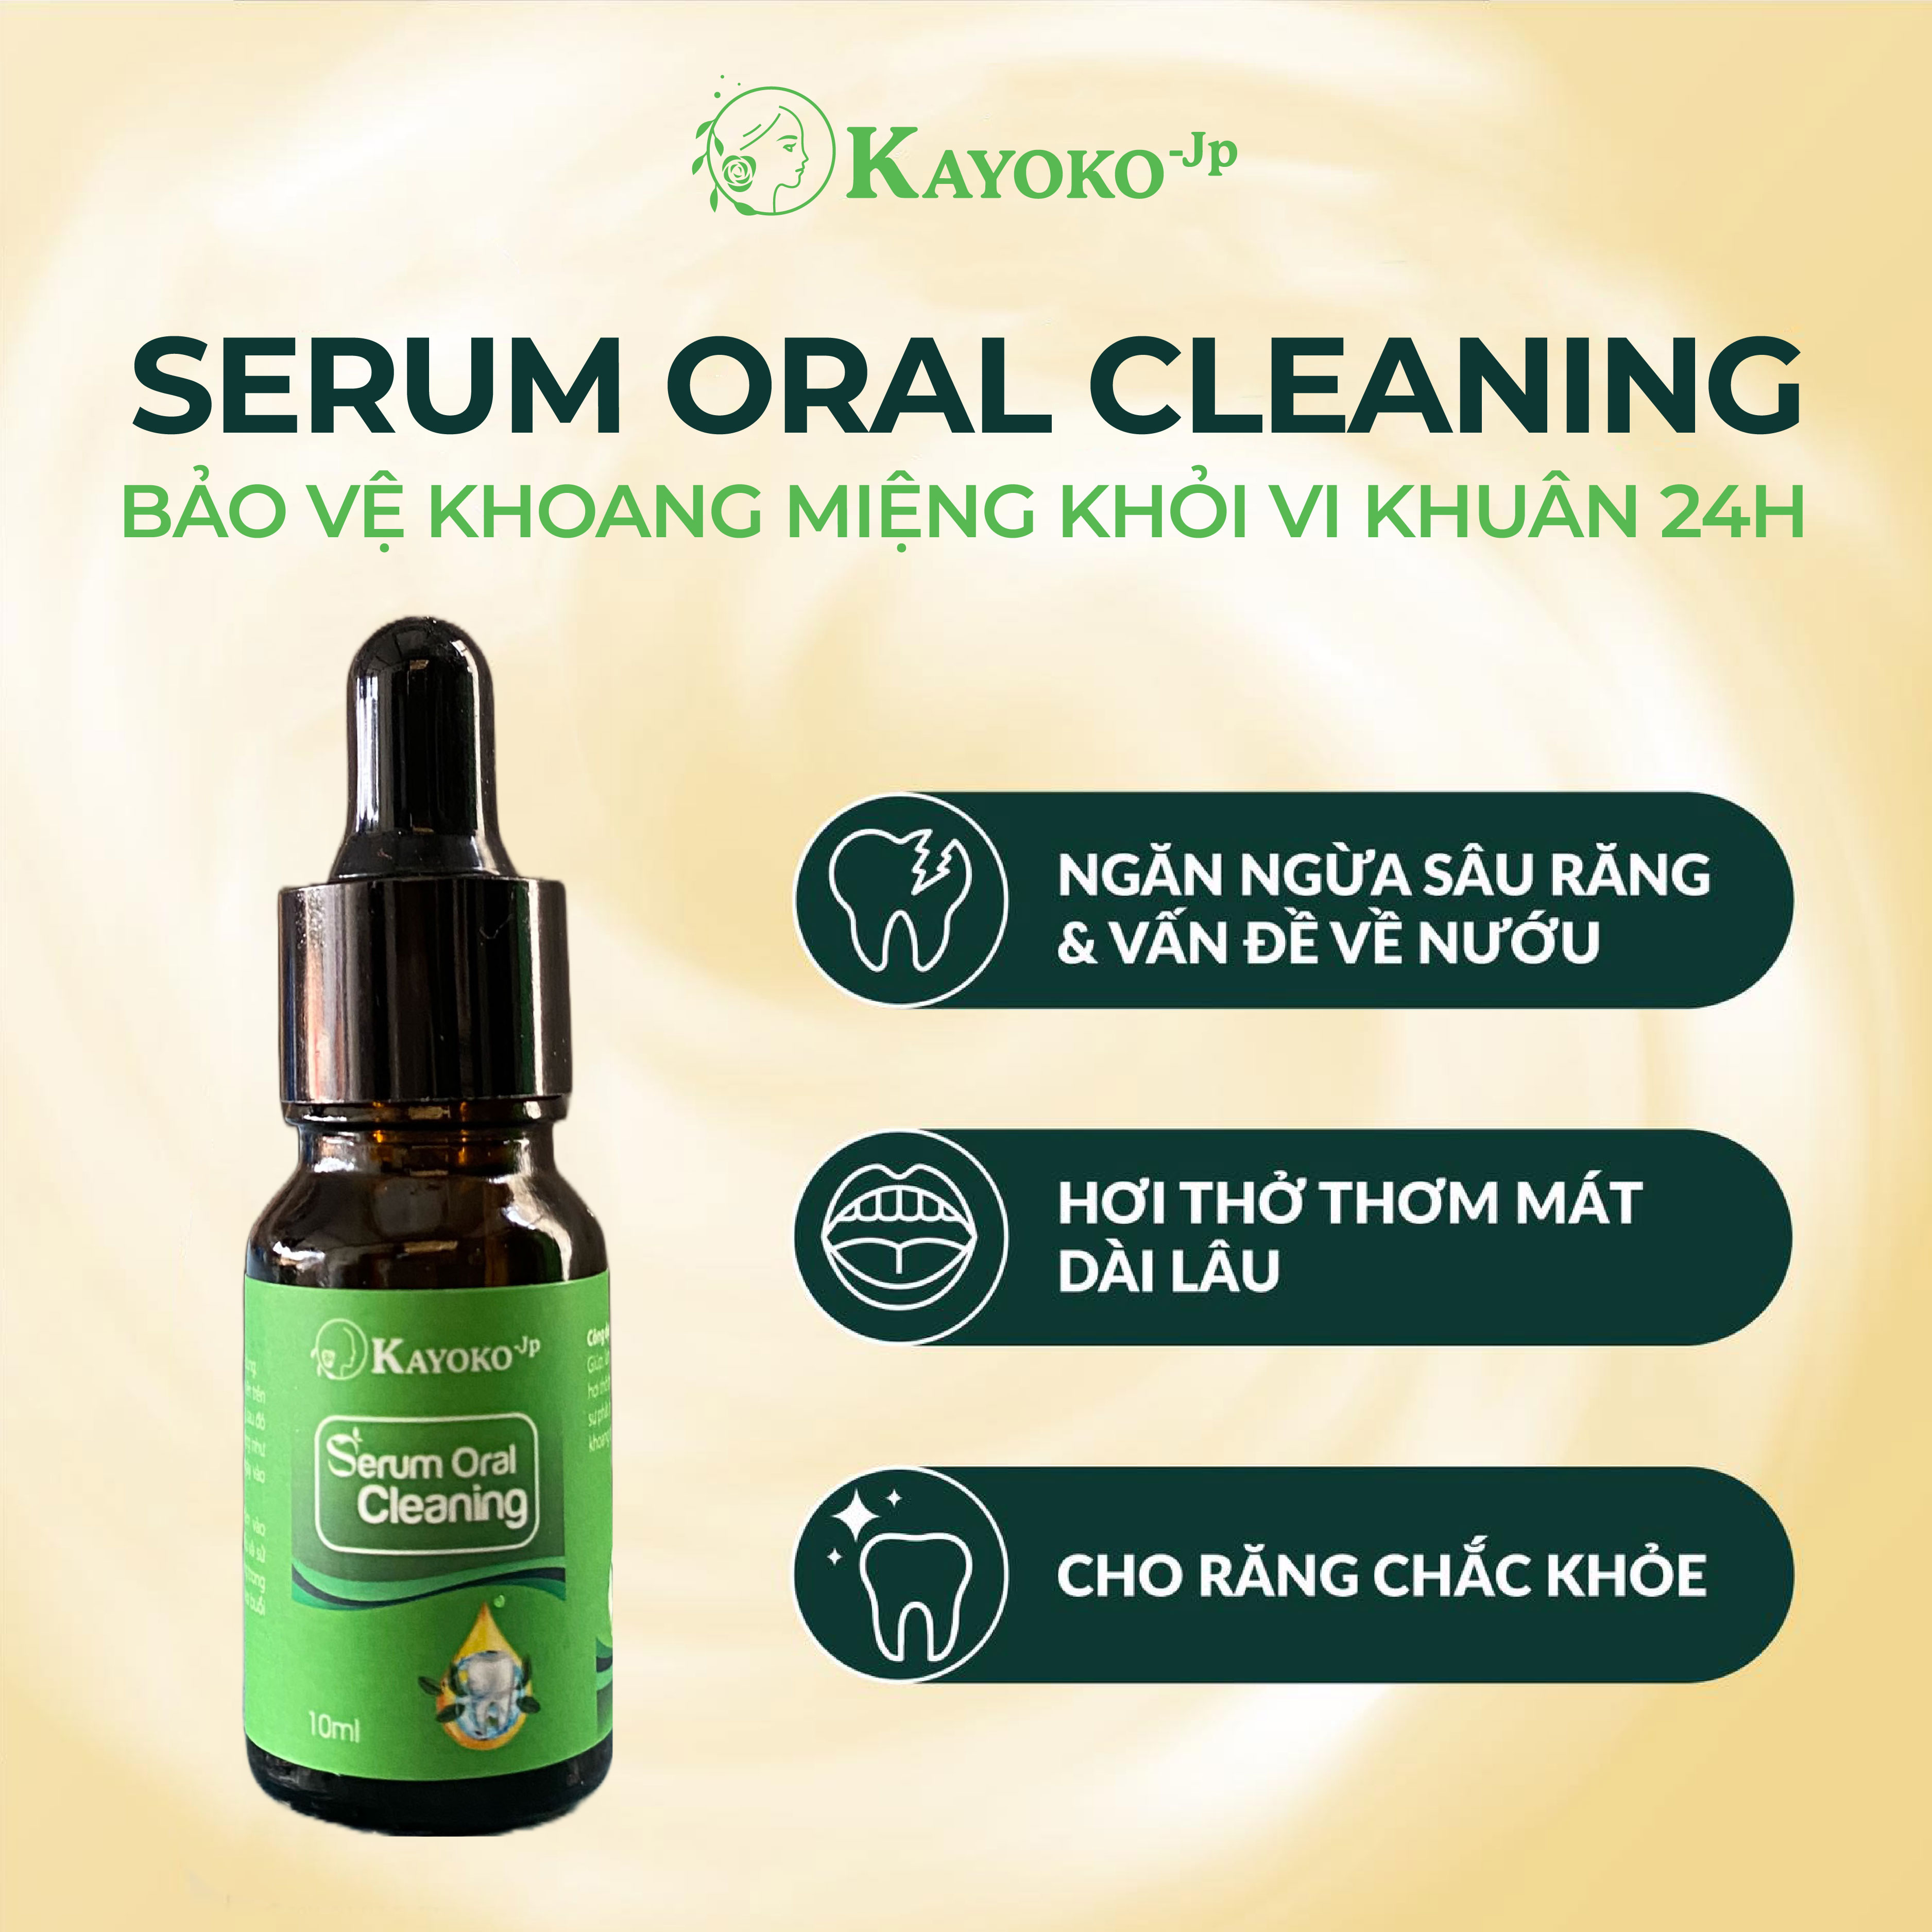 KAYOKO-Jp
SERUM ORAL CLEANING
BẢO VỆ KHOANG MIỆNG KHỎI VI KHUẨN 24H
NGĂN NGỪA SÂU RĂNG
& VẤN ĐỀ VỀ NƯỚU
HƠI THỞ THƠM MÁT
DÀI LÂU
CHO RĂNG CHẮC KHỎE
KAYOKO-Jp
Serum Oral
Cleaning
10ml